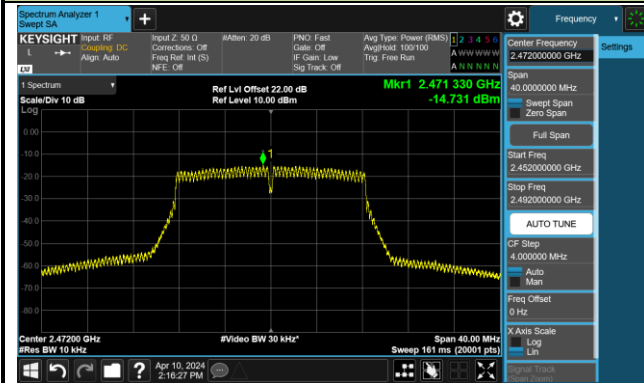 Spectrum Analyzer 1
Swept SA
Frequency
KEYSIGHT
Input: RF
Coupling: DC
Align: Auto
Input Z: 50 Ω
Corrections: Off
Freq Ref: Int (S)
NFE: Off
#Atten: 20 dB
PNO: Fast
Gate: Off
IF Gain: Low
Sig Track: Off
Avg Type: Power (RMS)
Avg|Hold: 100/100
Trig: Free Run
1 2 3 4 5 6
A W W W W W
A N N N N N
L
LXI
1 Spectrum
Scale/Div 10 dB
Log
Ref Lvl Offset 22.00 dB
Ref Level 10.00 dBm
Mkr1 2.471 330 GHz
-14.731 dBm
0.00
-10.0
-20.0
-30.0
-40.0
-50.0
-60.0
-70.0
-80.0
1
Center 2.47200 GHz
#Res BW 10 kHz
#Video BW 30 kHz*
Span 40.00 MHz
Sweep 161 ms (20001 pts)
Apr 10, 2024
2:16:27 PM
?
Center Frequency
2.472000000 GHz
Settings
Span
40.0000000 MHz
Swept Span
Zero Span
Full Span
Start Freq
2.452000000 GHz
Stop Freq
2.492000000 GHz
AUTO TUNE
CF Step
4.000000 MHz
Auto
Man
Freq Offset
0 Hz
X Axis Scale
Log
Lin
Signal Track
(Span Zoom)